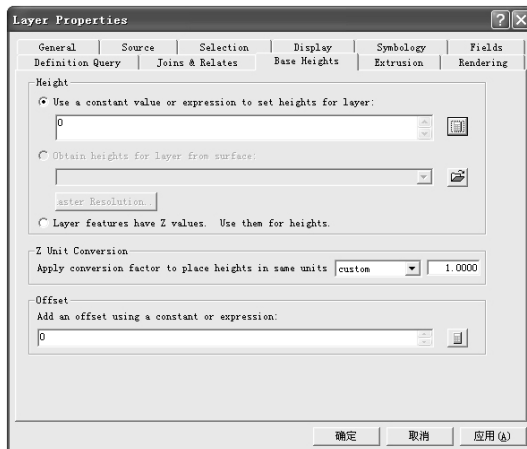 Layer Properties
General Source Selection Display Symbology Fields
Definition Query Joins & Relates Base Heights Extrusion Rendering
Height
Use a constant value or expression to set heights for layer:
0
Obtain heights for layer from surface:
aster Resolution..
Layer features have Z values. Use them for heights.
Z Unit Conversion
Apply conversion factor to place heights in same units custom 1.0000
Offset
Add an offset using a constant or expression:
0
确定 取消 应用(A)